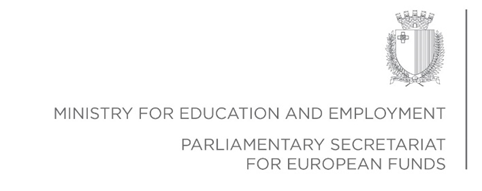 MINISTRY FOR EDUCATION AND EMPLOYMENT
PARLIAMENTARY SECRETARIAT
FOR EUROPEAN FUNDS